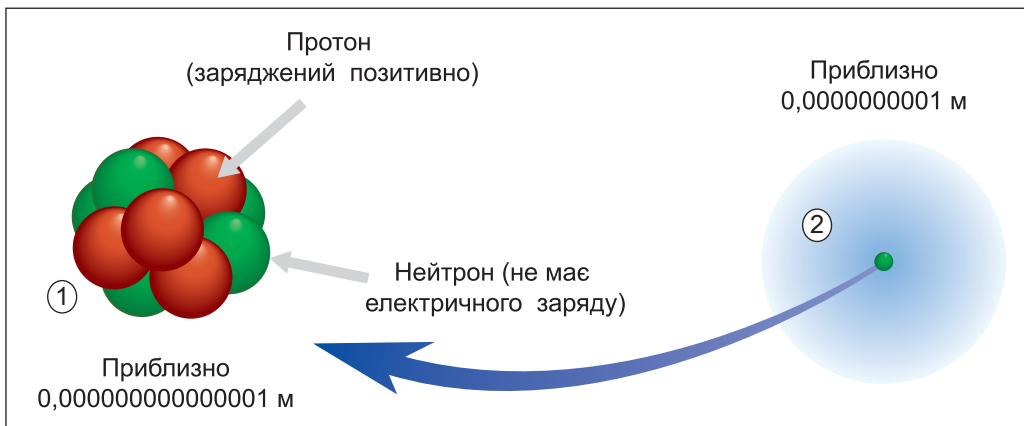 Протон
(заряджений позитивно)
Приблизно
0,0000000001 м
2
Нейтрон (не має
електричного заряду)
1
Приблизно
0,000000000000001 м